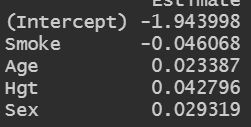 Estimate
(Intercept) -1.943998
Smoke -0.046068
Age 0.023387
Hgt 0.042796
Sex 0.029319